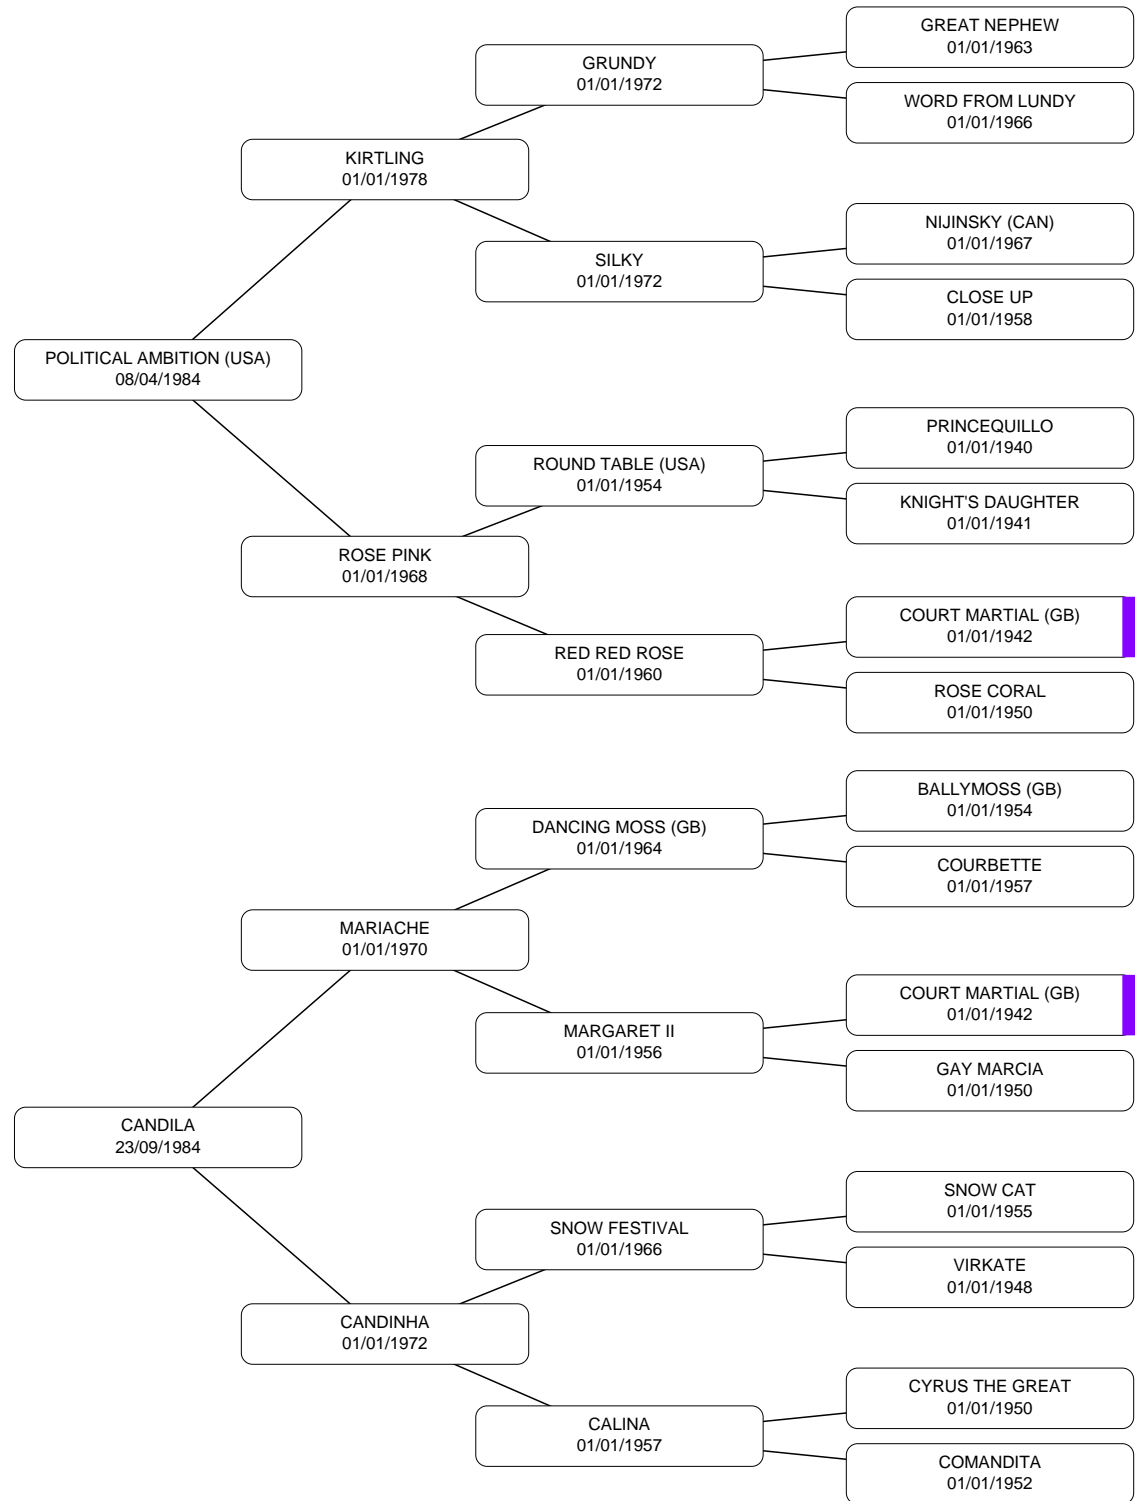 GREAT NEPHEW
01/01/1963
GRUNDY
01/01/1972
WORD FROM LUNDY
01/01/1966
KIRTLING
01/01/1978
NIJINSKY (CAN)
01/01/1967
SILKY
01/01/1972
CLOSE UP
01/01/1958
POLITICAL AMBITION (USA)
08/04/1984
PRINCEQUILLO
01/01/1940
ROUND TABLE (USA)
01/01/1954
KNIGHT'S DAUGHTER
01/01/1941
ROSE PINK
01/01/1968
COURT MARTIAL (GB)
01/01/1942
RED RED ROSE
01/01/1960
ROSE CORAL
01/01/1950
BALLYMOSS (GB)
01/01/1954
DANCING MOSS (GB)
01/01/1964
COURBETTE
01/01/1957
MARIACHE
01/01/1970
COURT MARTIAL (GB)
01/01/1942
MARGARET II
01/01/1956
GAY MARCIA
01/01/1950
CANDILA
23/09/1984
SNOW CAT
01/01/1955
SNOW FESTIVAL
01/01/1966
VIRKATE
01/01/1948
CANDINHA
01/01/1972
CYRUS THE GREAT
01/01/1950
CALINA
01/01/1957
COMANDITA
01/01/1952